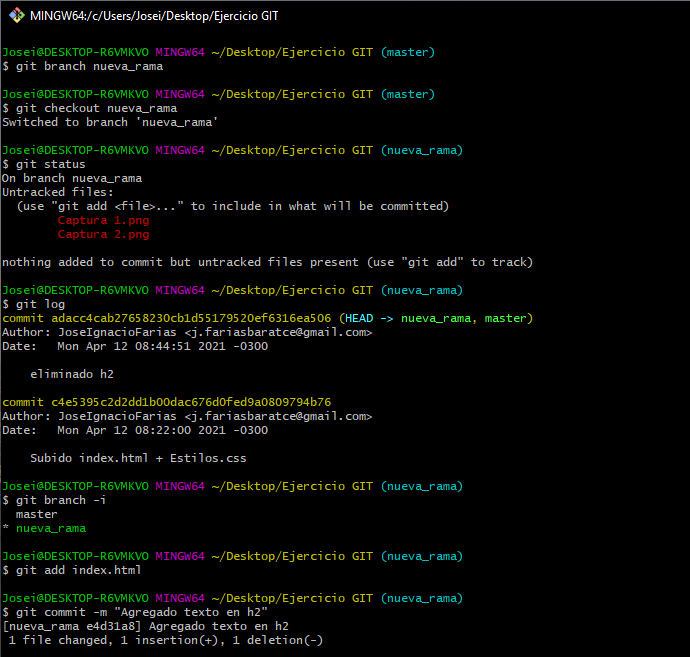 MINGW64:/c/Users/Josei/Desktop/Ejercicio GIT
Josei@DESKTOP-R6VMKVO MINGW64 ~/Desktop/Ejercicio GIT (master)
$ git branch nueva_rama
Josei@DESKTOP-R6VMKVO MINGW64 ~/Desktop/Ejercicio GIT (master)
$ git checkout nueva_rama
Switched to branch 'nueva_rama'
Josei@DESKTOP-R6VMKVO MINGW64 ~/Desktop/Ejercicio GIT (nueva_rama)
$ git status
On branch nueva_rama
Untracked files:
  (use "git add <file>..." to include in what will be committed)
        Captura 1.png
        Captura 2.png
nothing added to commit but untracked files present (use "git add" to track)
Josei@DESKTOP-R6VMKVO MINGW64 ~/Desktop/Ejercicio GIT (nueva_rama)
$ git log
commit adacc4cab27658230cb1d55179520ef6316ea506 (HEAD -> nueva_rama, master)
Author: JoseIgnacioFarias <j.fariasbaratce@gmail.com>
Date:   Mon Apr 12 08:44:51 2021 -0300
    eliminado h2
commit c4e5395c2d2dd1b00dac676d0fed9a0809794b76
Author: JoseIgnacioFarias <j.fariasbaratce@gmail.com>
Date:   Mon Apr 12 08:22:00 2021 -0300
    Subido index.html + Estilos.css
Josei@DESKTOP-R6VMKVO MINGW64 ~/Desktop/Ejercicio GIT (nueva_rama)
$ git branch -i
  master
* nueva_rama
Josei@DESKTOP-R6VMKVO MINGW64 ~/Desktop/Ejercicio GIT (nueva_rama)
$ git add index.html
Josei@DESKTOP-R6VMKVO MINGW64 ~/Desktop/Ejercicio GIT (nueva_rama)
$ git commit -m "Agregado texto en h2"
[nueva_rama e4d31a8] Agregado texto en h2
 1 file changed, 1 insertion(+), 1 deletion(-)